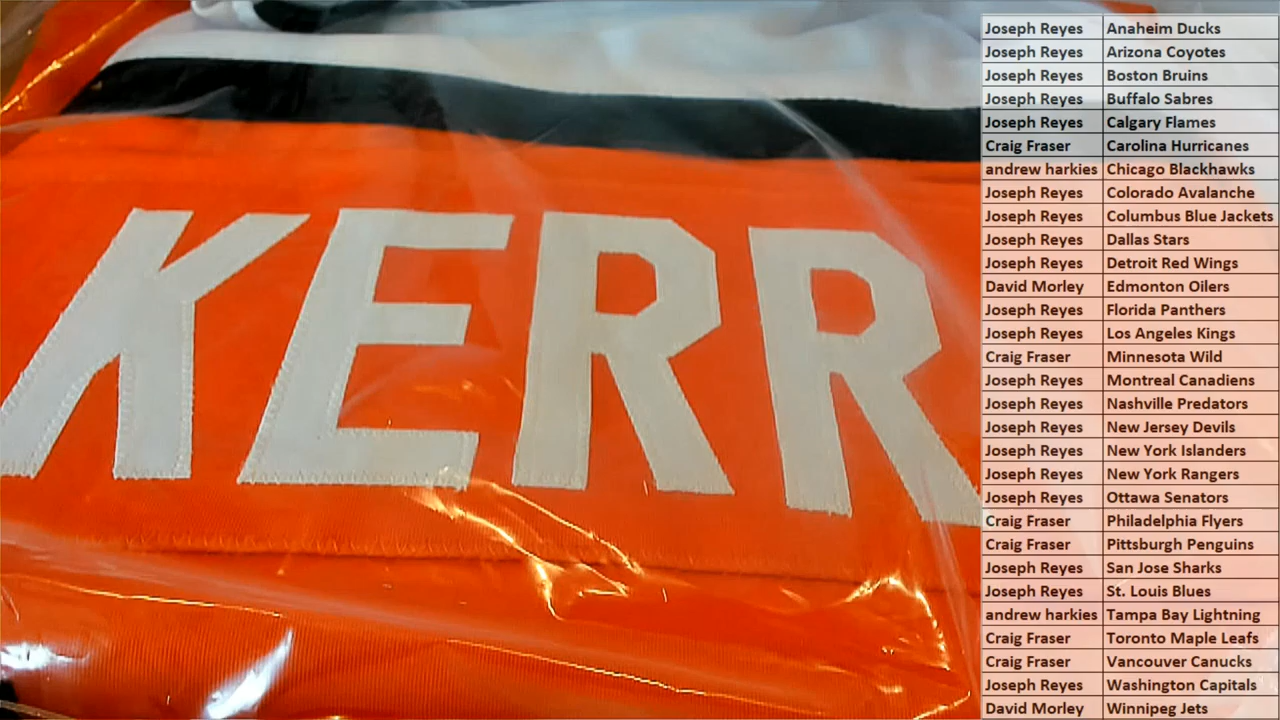 KERR
Joseph Reyes Anaheim Ducks
Joseph Reyes Arizona Coyotes
Joseph Reyes Boston Bruins
Joseph Reyes Buffalo Sabres
Joseph Reyes Calgary Flames
Craig Fraser Carolina Hurricanes
andrew harkies Chicago Blackhawks
Joseph Reyes Colorado Avalanche
Joseph Reyes Columbus Blue Jackets
Joseph Reyes Dallas Stars
Joseph Reyes Detroit Red Wings
David Morley Edmonton Oilers
Joseph Reyes Florida Panthers
Joseph Reyes Los Angeles Kings
Craig Fraser Minnesota Wild
Joseph Reyes Montreal Canadiens
Joseph Reyes Nashville Predators
Joseph Reyes New Jersey Devils
Joseph Reyes New York Islanders
Joseph Reyes New York Rangers
Joseph Reyes Ottawa Senators
Craig Fraser Philadelphia Flyers
Craig Fraser Pittsburgh Penguins
Joseph Reyes San Jose Sharks
Joseph Reyes St. Louis Blues
andrew harkies Tampa Bay Lightning
Craig Fraser Toronto Maple Leafs
Craig Fraser Vancouver Canucks
Joseph Reyes Washington Capitals
David Morley Winnipeg Jets